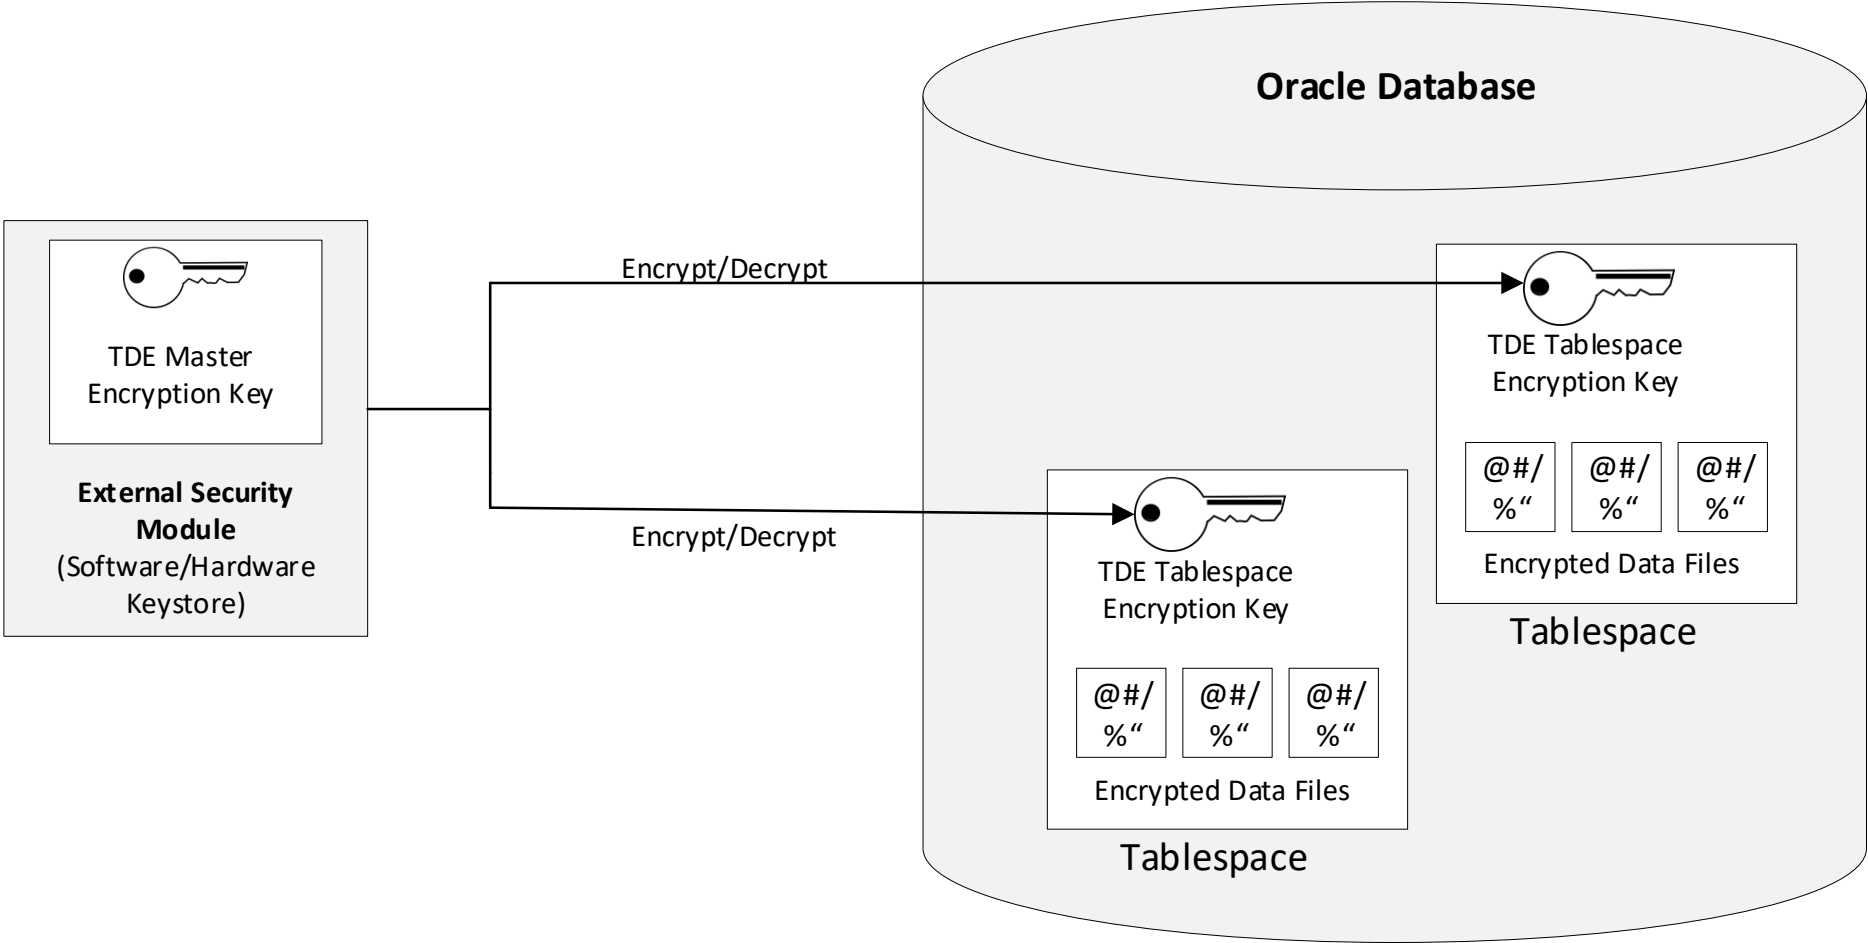 Oracle Database
Encrypt/Decrypt
TDE Master
Encryption Key
External Security
Module
(Software/Hardware
Keystore)
Encrypt/Decrypt
TDE Tablespace
Encryption Key
@#/
%“
@#/
%“
@#/
%“
Encrypted Data Files
Tablespace
TDE Tablespace
Encryption Key
@#/
%“
@#/
%“
@#/
%“
Encrypted Data Files
Tablespace